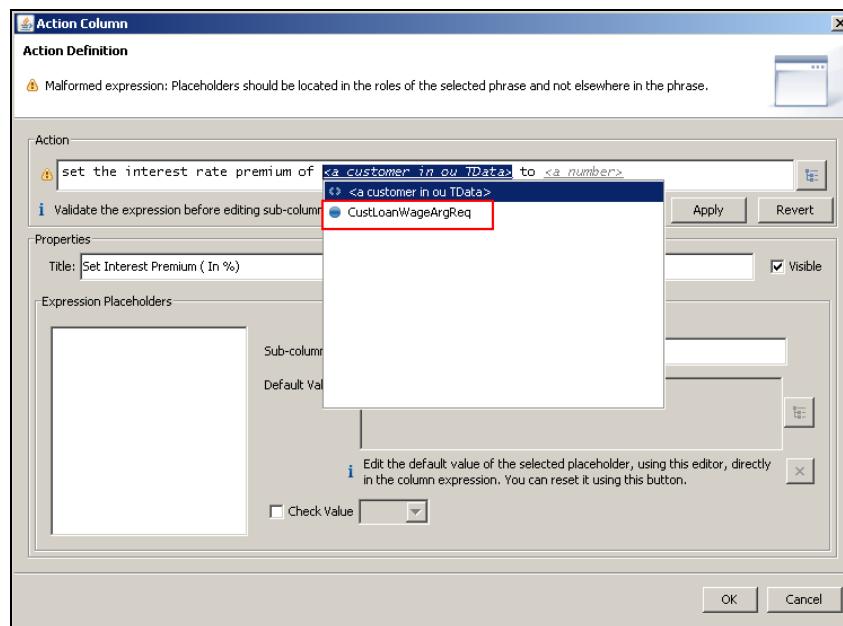 Action Column
Action Definition
Malformed expression: Placeholders should be located in the roles of the selected phrase and not elsewhere in the phrase.
Action
set the interest rate premium of <a customer in ou TData> to <a number>
<a customer in ou TData>
i Validate the expression before editing sub-column
CustLoanWageArgReq
Apply
Revert
Properties
Title: Set Interest Premium ( In %)
Visible
Expression Placeholders
Sub-column
Default Val
i Edit the default value of the selected placeholder, using this editor, directly
in the column expression. You can reset it using this button.
Check Value
OK
Cancel